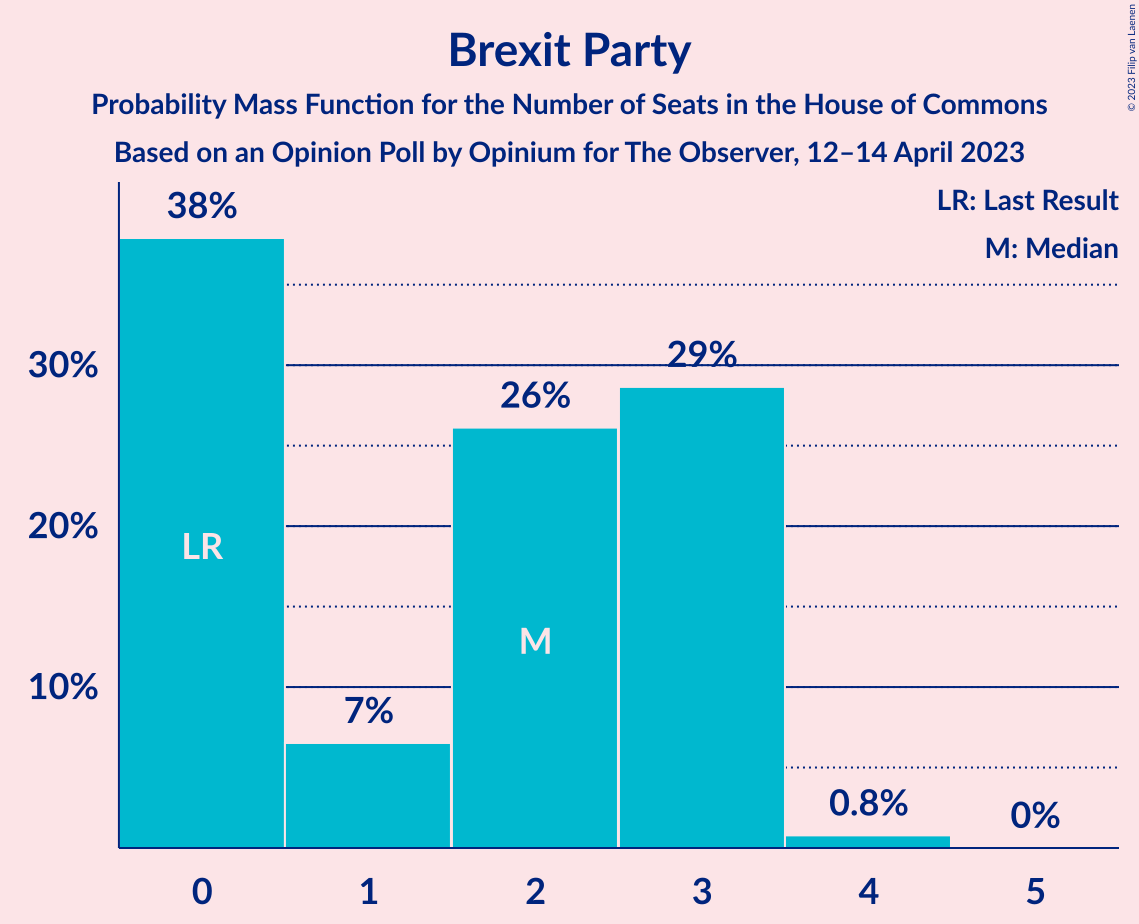 Brexit Party
Probability Mass Function for the Number of Seats in the House of Commons
Based on an Opinion Poll by Opinium for The Observer, 12–14 April 2023
© 2023 Filip van Laenen
LR: Last Result
M: Median
38%
29%
26%
7%
0.8%
0%
LR
M
30%
20%
10%
0 1 2 3 4 5